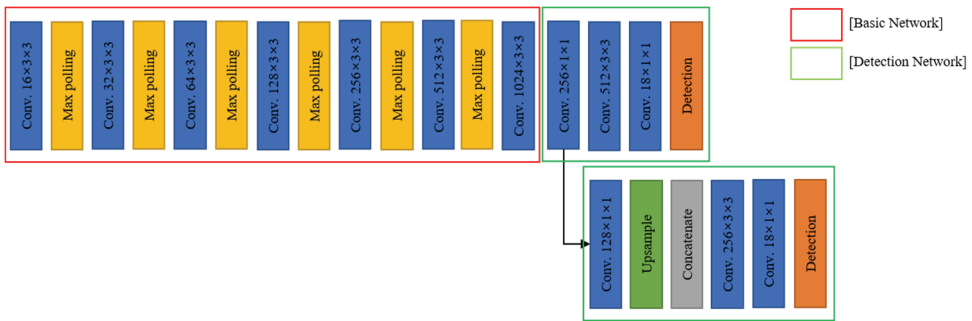 Conv. 16×3×3
Max polling
Conv. 32×3×3
Max polling
Conv. 64×3×3
Max polling
Conv. 128×3×3
Max polling
Conv. 256×3×3
Max polling
Conv. 512×3×3
Max polling
Conv. 1024×3×3
Conv. 256×1×1
Conv. 512×3×3
Conv. 18×1×1
Detection
[Basic Network]
[Detection Network]
Conv. 128×1×1
Upsample
Concatenate
Conv. 256×3×3
Conv. 18×1×1
Detection